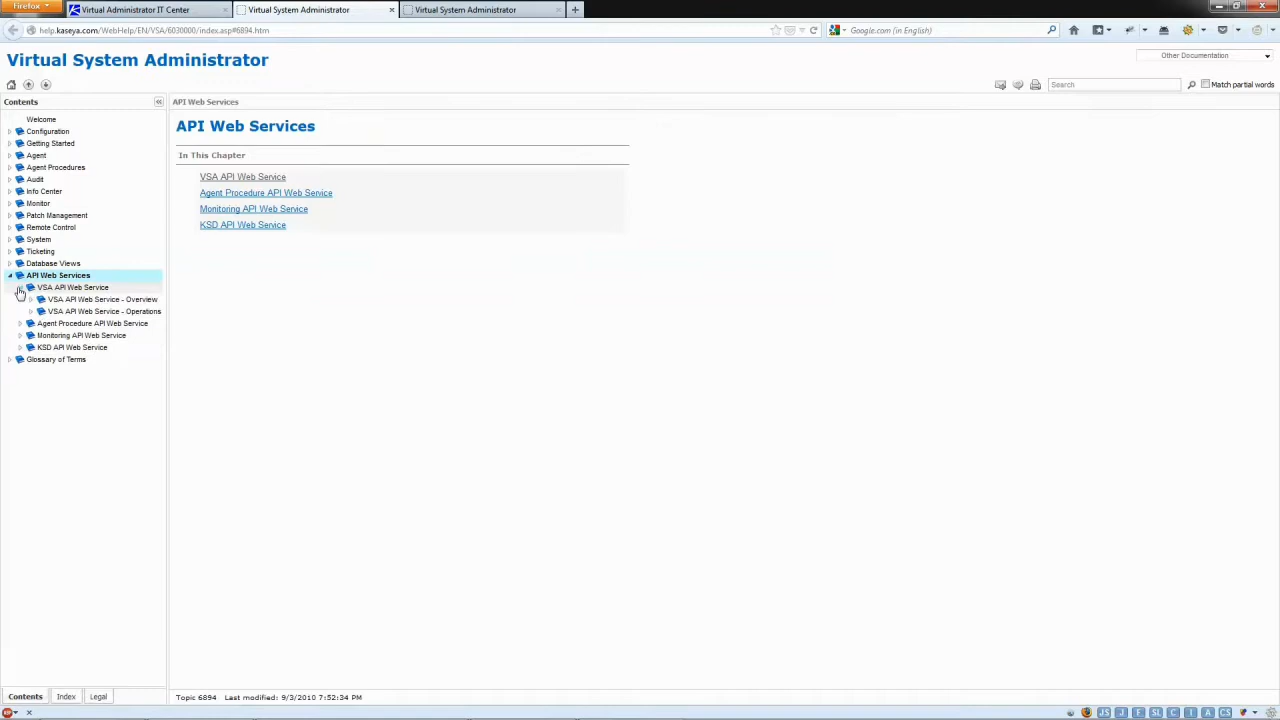 Firefox
Virtual Administrator IT Center
Virtual System Administrator
Virtual System Administrator
help.kaseya.com/WebHelp/EN/VSA/6030000/index.asp#6894.htm
Google.com (in English)
Virtual System Administrator
Other Documentation
Search
Match partial words
Contents
API Web Services
Welcome
Configuration
Getting Started
Agent
Agent Procedures
Audit
Info Center
Monitor
Patch Management
Remote Control
System
Ticketing
Database Views
API Web Services
VSA API Web Service
VSA API Web Service - Overview
VSA API Web Service - Operations
Agent Procedure API Web Service
Monitoring API Web Service
KSD API Web Service
Glossary of Terms
API Web Services
In This Chapter
VSA API Web Service
Agent Procedure API Web Service
Monitoring API Web Service
KSD API Web Service
Contents
Index
Legal
Topic 6894 Last modified: 9/3/2010 7:52:34 PM
JS
J
F
SL
C
I
A
CS